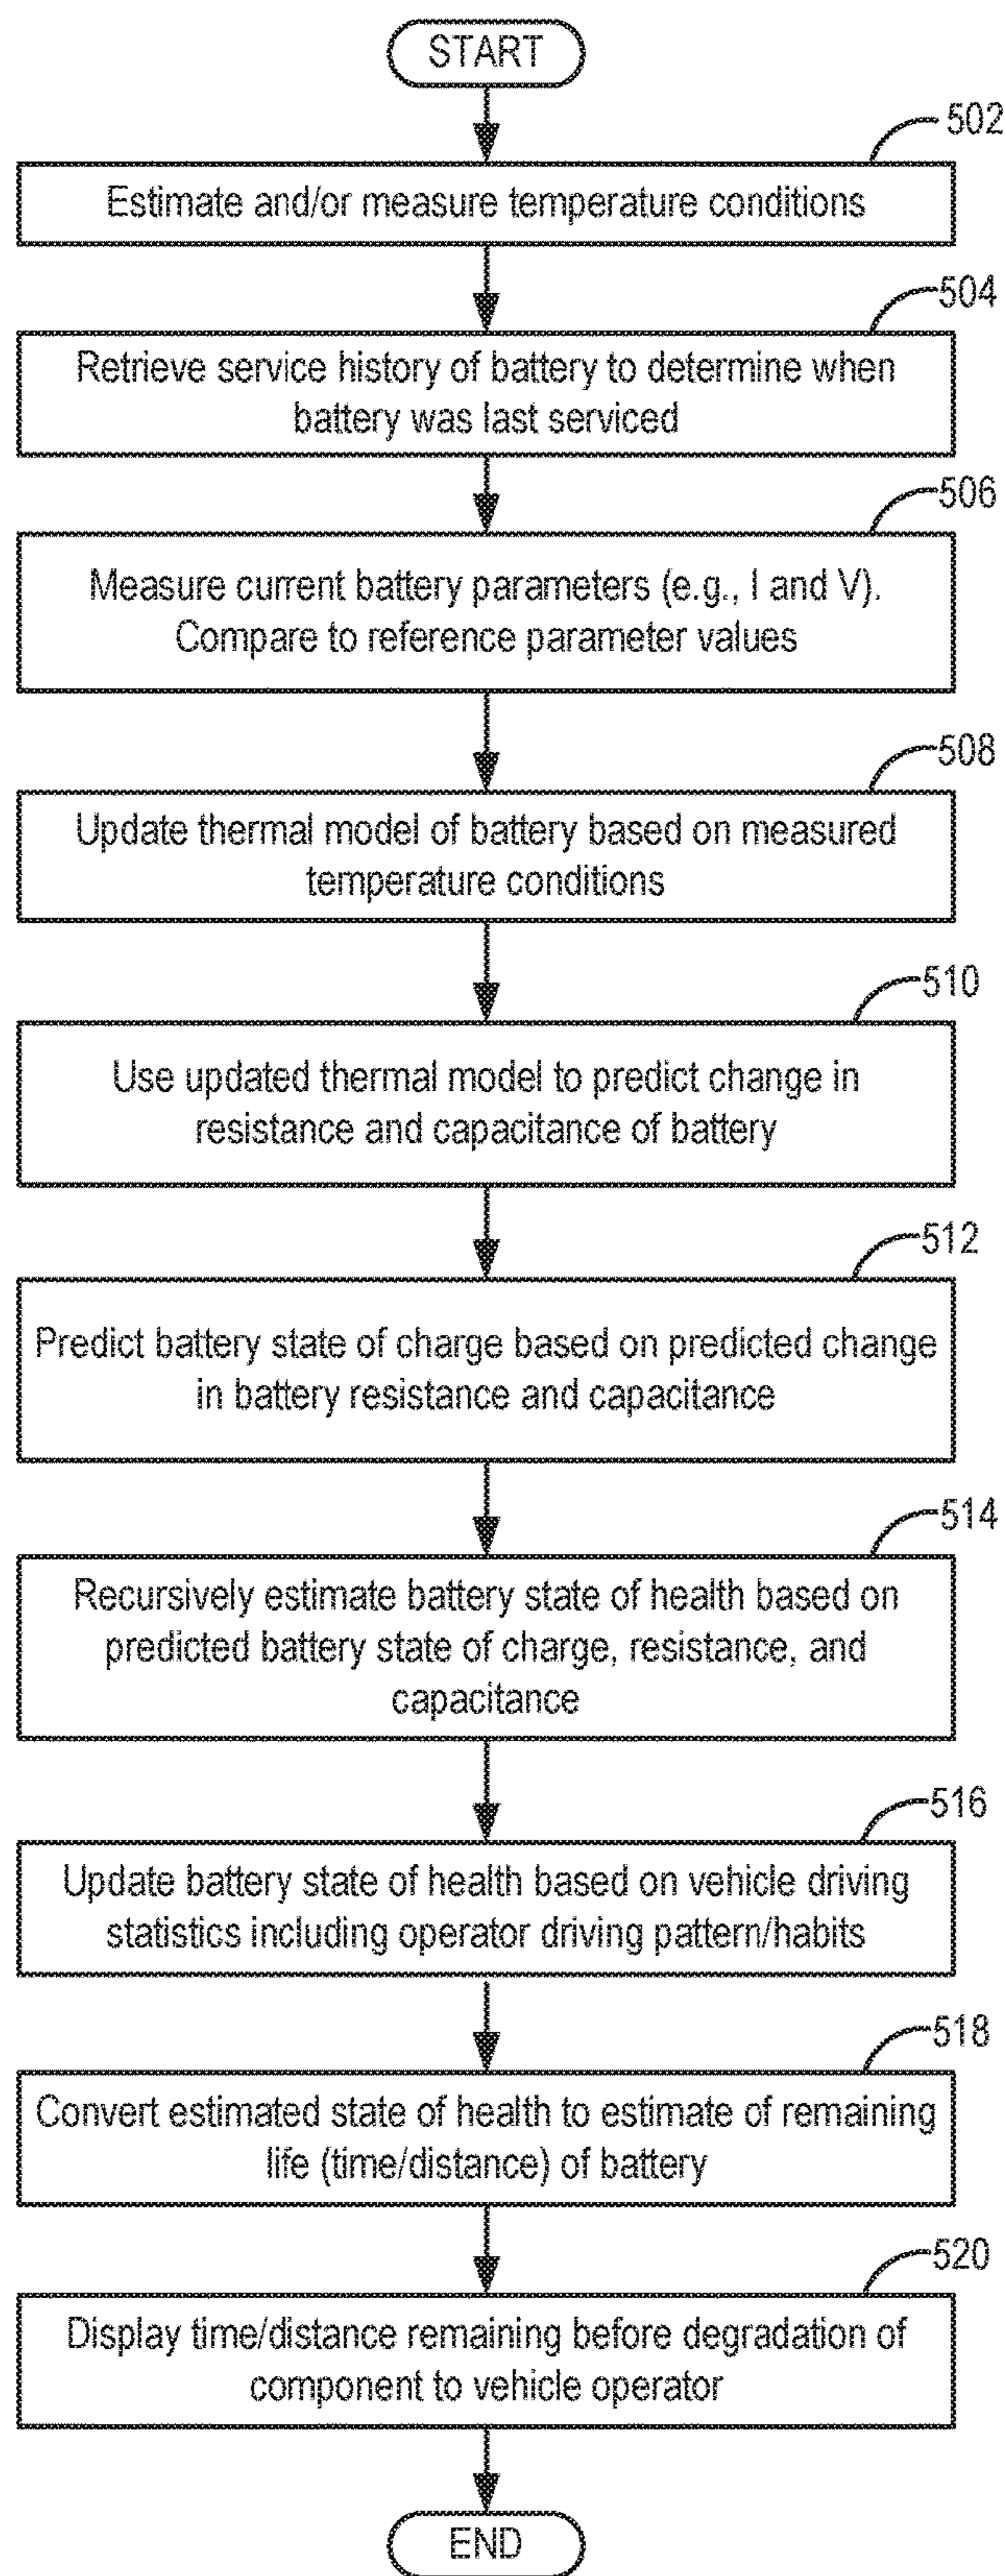 START
502
Estimate and/or measure temperature conditions
504
Retrieve service history of battery to determine when
battery was last serviced
506
Measure current battery parameters (e.g., I and V).
Compare to reference parameter values
508
Update thermal model of battery based on measured
temperature conditions
510
Use updated thermal model to predict change in
resistance and capacitance of battery
512
Predict battery state of charge based on predicted change
in battery resistance and capacitance
514
Recursively estimate battery state of health based on
predicted battery state of charge, resistance, and
capacitance
516
Update battery state of health based on vehicle driving
statistics including operator driving pattern/habits
518
Convert estimated state of health to estimate of remaining
life (time/distance) of battery
520
Display time/distance remaining before degradation of
component to vehicle operator
END